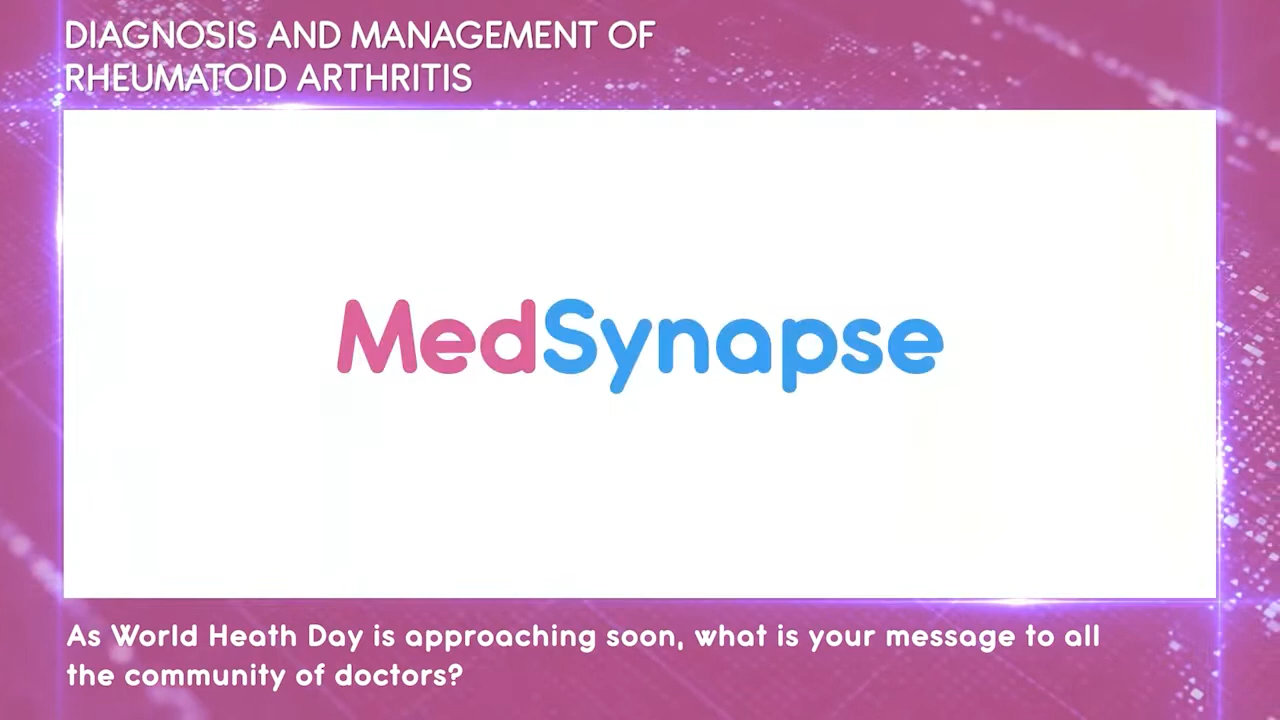 DIAGNOSIS AND MANAGEMENT OF
RHEUMATOID ARTHRITIS
MedSynapse
As World Heath Day is approaching soon, what is your message to all
the community of doctors?